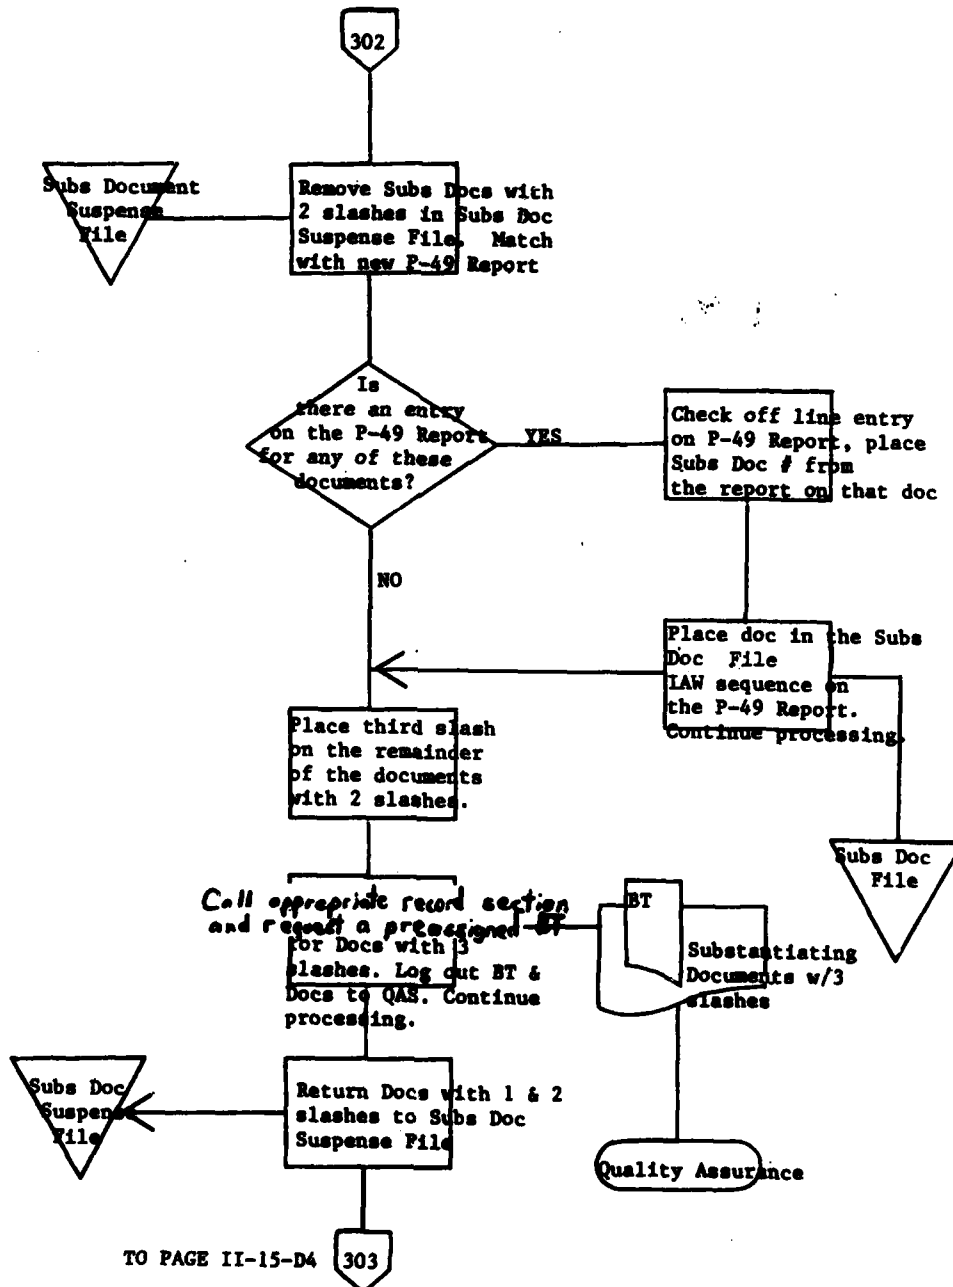 302
Subs Document
Suspense
File
Remove Subs Docs with
2 slashes in Subs Doc
Suspense File. Match
with new P-49 Report
Is
there an entry
on the P-49 Report
for any of these
documents?
YES
Check off line entry
on P-49 Report, place
Subs Doc # from
the report on that doc
NO
Place doc in the Subs
Doc File
IAW sequence on
the P-49 Report.
Continue processing.
Subs Doc
File
Place third slash
on the remainder
of the documents
with 2 slashes.
Call appropriate record section
and request a preassigned BT
for Docs with 3
slashes. Log out BT &
Docs to QAS. Continue
processing.
BT
Substantiating
Documents w/3
slashes
Subs Doc
Suspense
File
Return Docs with 1 & 2
slashes to Subs Doc
Suspense File
Quality Assurance
TO PAGE II-15-D4
303